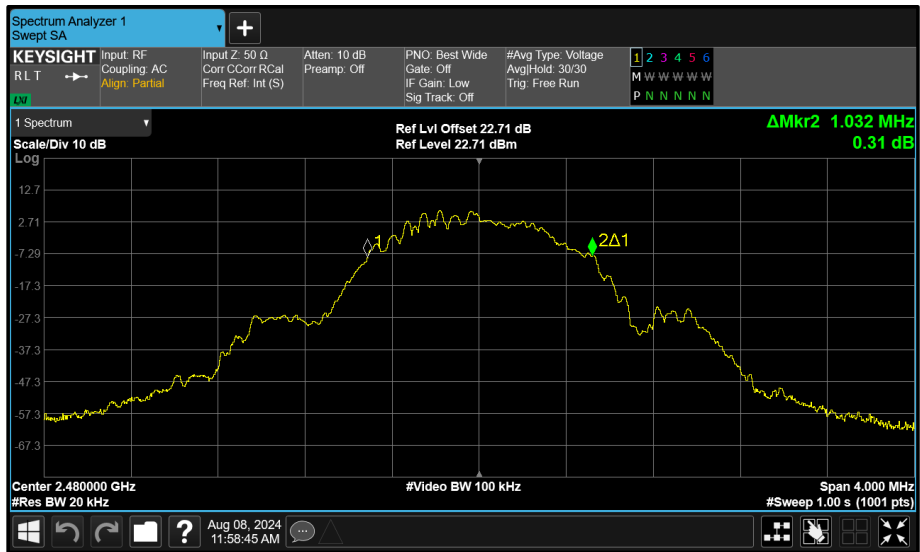 Spectrum Analyzer 1
Swept SA
+
KEYSIGHT
R L T
LXI
Input: RF
Coupling: AC
Align: Partial
Input Z: 50 Ω
Corr CCorr RCal
Freq Ref: Int (S)
Atten: 10 dB
Preamp: Off
PNO: Best Wide
Gate: Off
IF Gain: Low
Sig Track: Off
#Avg Type: Voltage
Avg|Hold: 30/30
Trig: Free Run
1 2 3 4 5 6
M W W W W W
P N N N N N
1 Spectrum
Scale/Div 10 dB
Ref Lvl Offset 22.71 dB
Ref Level 22.71 dBm
ΔMkr2 1.032 MHz
0.31 dB
Log
12.7
2.71
-7.29
-17.3
-27.3
-37.3
-47.3
-57.3
-67.3
1
2Δ1
Center 2.480000 GHz
#Res BW 20 kHz
#Video BW 100 kHz
Span 4.000 MHz
#Sweep 1.00 s (1001 pts)
?
Aug 08, 2024
11:58:45 AM